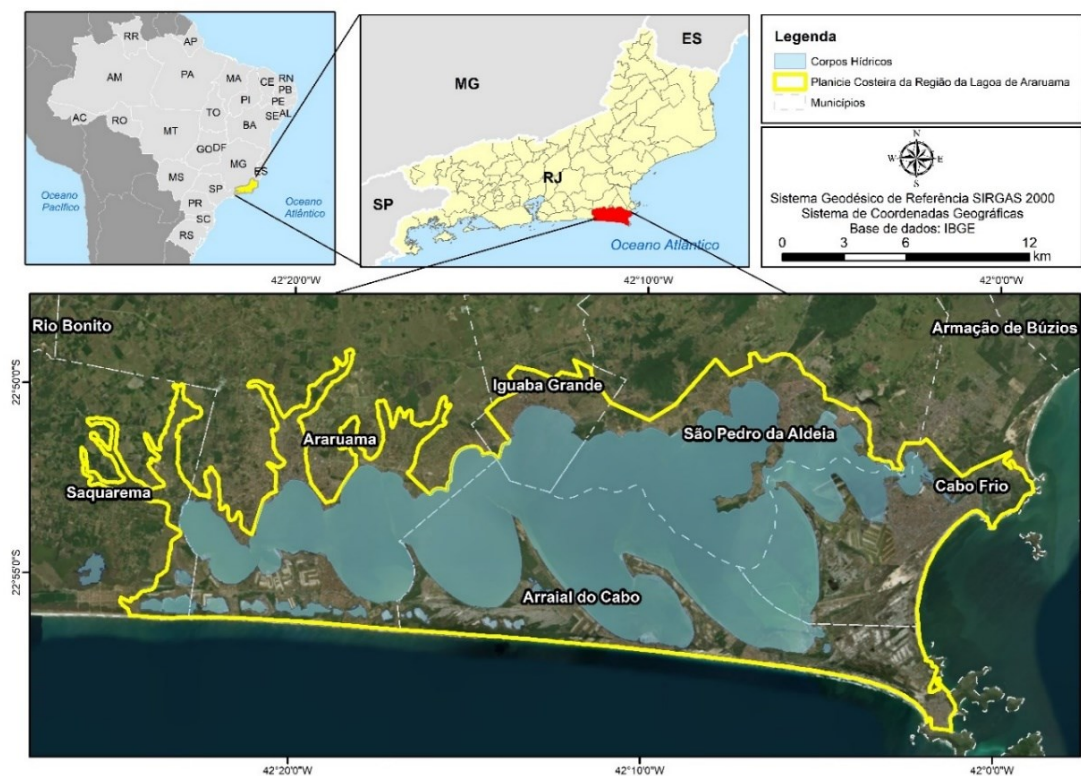 RR
AP
AM
PA
MA
CE
RN
PB
PE
AL
SE
PI
AC
RO
TO
BA
MT
GO
DF
MG
ES
MS
SP
PR
SC
RS
Oceano
Pacífico
Oceano
Atlântico
ES
MG
RJ
SP
Oceano Atlântico
Legenda
Corpos Hídricos
Planicie Costeira da Região da Lagoa de Araruama
Municípios
N
W
E
S
Sistema Geodésico de Referência SIRGAS 2000
Sistema de Coordenadas Geográficas
Base de dados: IBGE
0 3 6 12
km
42°20'0"W 42°10'0"W 42°0'0"W
22°50'0"S
22°55'0"S
Rio Bonito
Armação de Búzios
Iguaba Grande
Araruama
São Pedro da Aldeia
Saquarema
Cabo Frio
Arraial do Cabo
42°20'0"W 42°10'0"W 42°0'0"W